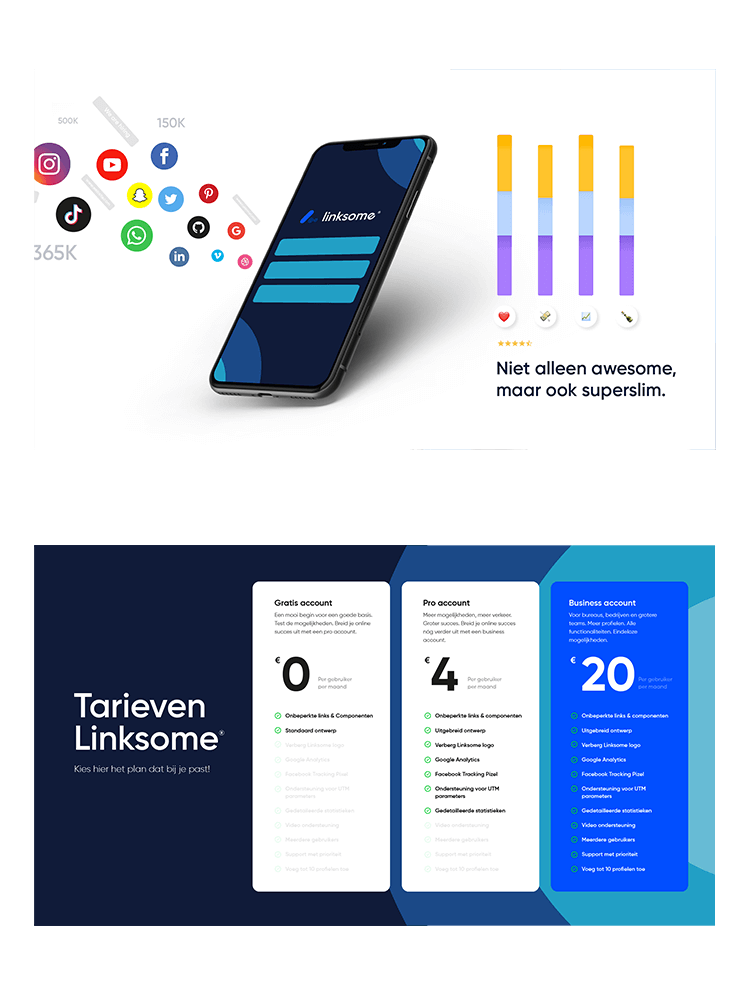 500K
150K
365K
linksome®
Niet alleen awesome,
maar ook superslim.
Tarieven
Linksome®
Kies hier het plan dat bij je past!
Gratis account
Een mooi begin voor een goede basis.
Test de mogelijkheden. Breid je online
succes uit met een pro account.
€ 0 Per gebruiker
per maand
Onbeperkte links & Componenten
Standaard ontwerp
Verberg Linksome logo
Google Analytics
Facebook Tracking Pixel
Ondersteuning voor UTM
parameters
Gedetailleerde statistieken
Video ondersteuning
Meerdere gebruikers
Support met prioriteit
Voeg tot 10 profielen toe
Pro account
Meer mogelijkheden, meer verkeer.
Groter succes. Breid je online succes
nog verder uit met een business
account.
€ 4 Per gebruiker
per maand
Onbeperkte links & componenten
Uitgebreid ontwerp
Verberg Linksome logo
Google Analytics
Facebook Tracking Pixel
Ondersteuning voor UTM
parameters
Gedetailleerde statistieken
Video ondersteuning
Meerdere gebruikers
Support met prioriteit
Voeg tot 10 profielen toe
Business account
Voor bureaus, bedrijven en grotere
teams. Meer profielen. Alle
functionaliteiten. Eindeloze
mogelijkheden.
€ 20 Per gebruiker
per maand
Onbeperkte links & componenten
Uitgebreid ontwerp
Verberg Linksome logo
Google Analytics
Facebook Tracking Pixel
Ondersteuning voor UTM
parameters
Gedetailleerde statistieken
Video ondersteuning
Meerdere gebruikers
Support met prioriteit
Voeg tot 10 profielen toe